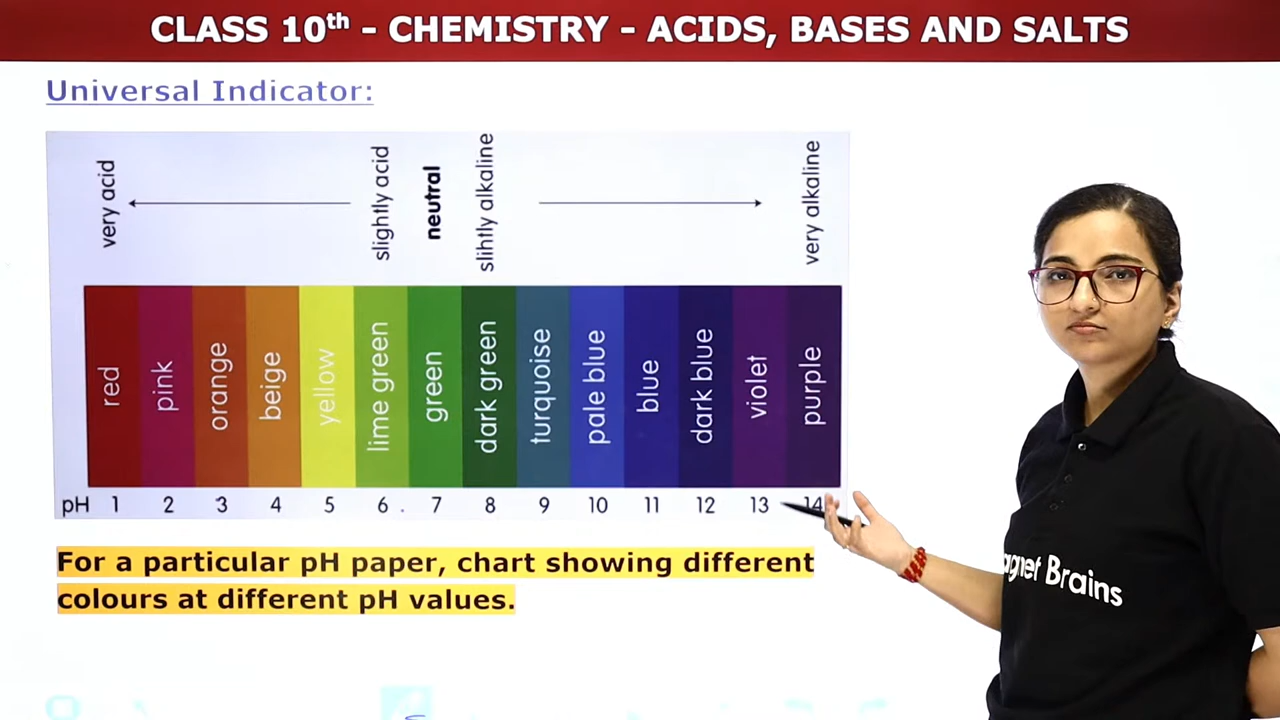 CLASS 10th - CHEMISTRY - ACIDS, BASES AND SALTS
Universal Indicator:
very acid
slightly acid
neutral
slihtly alkaline
very alkaline
red
pink
orange
beige
yellow
lime green
green
dark green
turquoise
pale blue
blue
dark blue
violet
purple
pH 1 2 3 4 5 6 . 7 8 9 10 11 12 13 14
For a particular pH paper, chart showing different
colours at different pH values.
agnet Brains